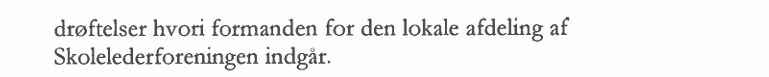 drøftelser hvori formanden for den lokale afdeling af
Skolelederforeningen indgår.